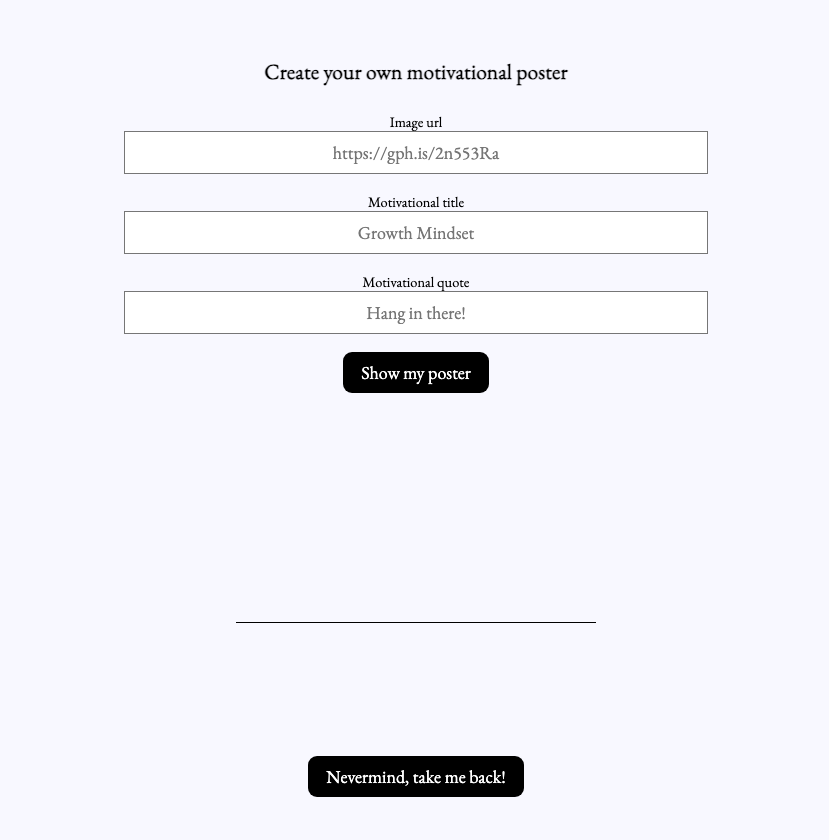 Create your own motivational poster
Image url
https://gph.is/2n553Ra
Motivational title
Growth Mindset
Motivational quote
Hang in there!
Show my poster
Nevermind, take me back!